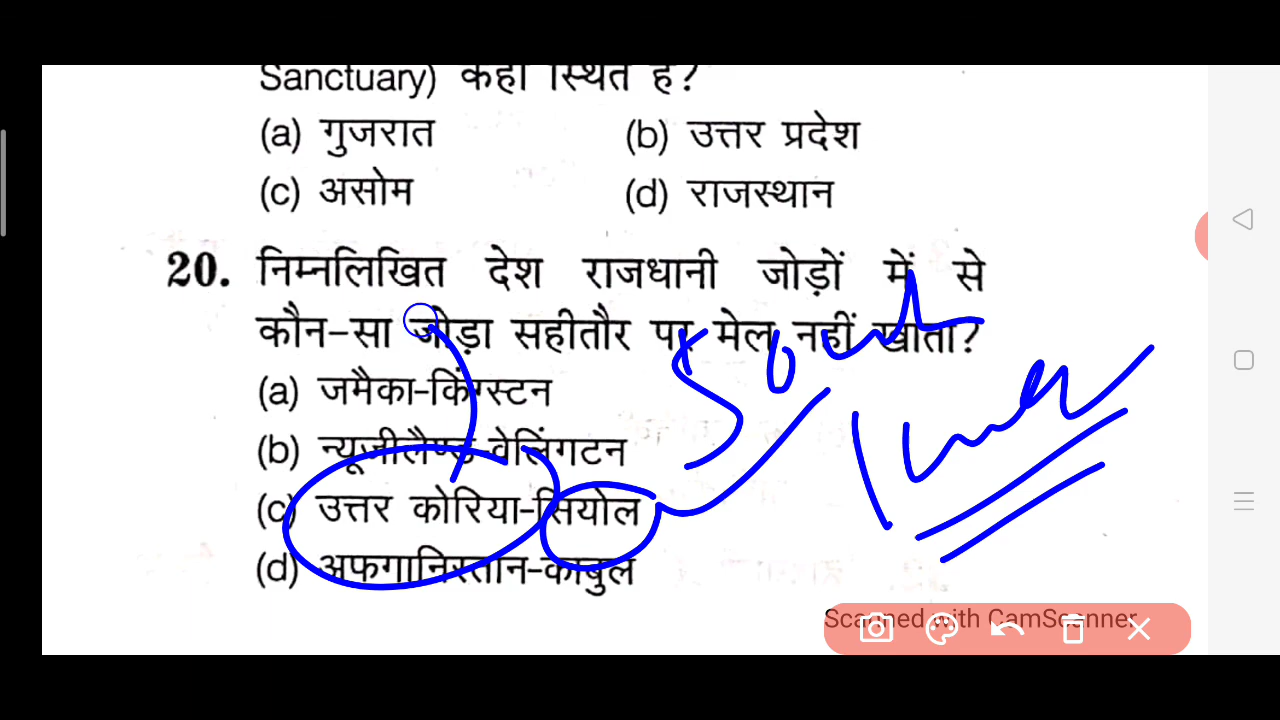 Sanctuary) कहाँ स्थित है?
(a) गुजरात (b) उत्तर प्रदेश
(c) असोम (d) राजस्थान
20. निम्नलिखित देश राजधानी जोड़ों में से
कौन-सा जोड़ा सहीतौर पर मेल नहीं खाता?
(a) जमैका-किंग्स्टन
(b) न्यूजीलैण्ड-वेलिंगटन
(c) उत्तर कोरिया-सियोल
(d) अफगानिस्तान-काबुल
South
Scanned with CamScanner